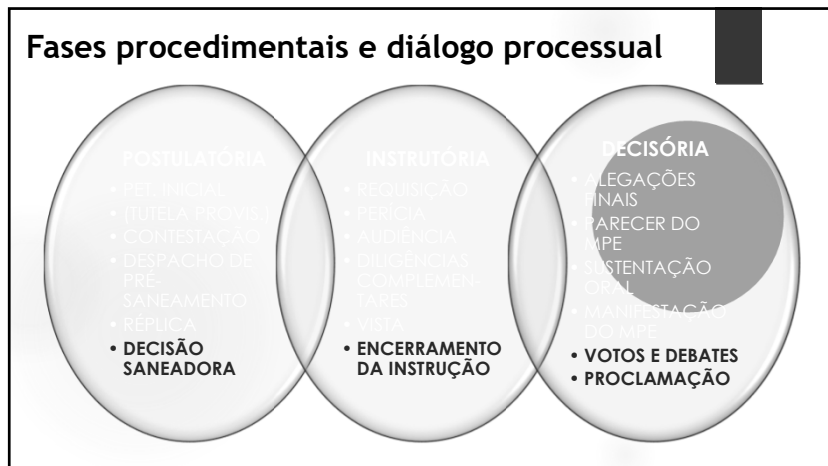 Fases procedimentais e diálogo processual
POSTULATÓRIA
• PET. INICIAL
• (TUTELA PROVIS.)
• CONTESTAÇÃO
• DESPACHO DE
PRÉ-
SANEAMENTO
• RÉPLICA
• DECISÃO
SANEADORA
INSTRUTÓRIA
• REQUISIÇÃO
• PERÍCIA
• AUDIÊNCIA
• DILIGÊNCIAS
COMPLEMEN-
TARES
• VISTA
• ENCERRAMENTO
DA INSTRUÇÃO
DECISÓRIA
• ALEGAÇÕES
FINAIS
• PARECER DO
MPE
• SUSTENTAÇÃO
ORAL
• MANIFESTAÇÃO
DO MPE
• VOTOS E DEBATES
• PROCLAMAÇÃO